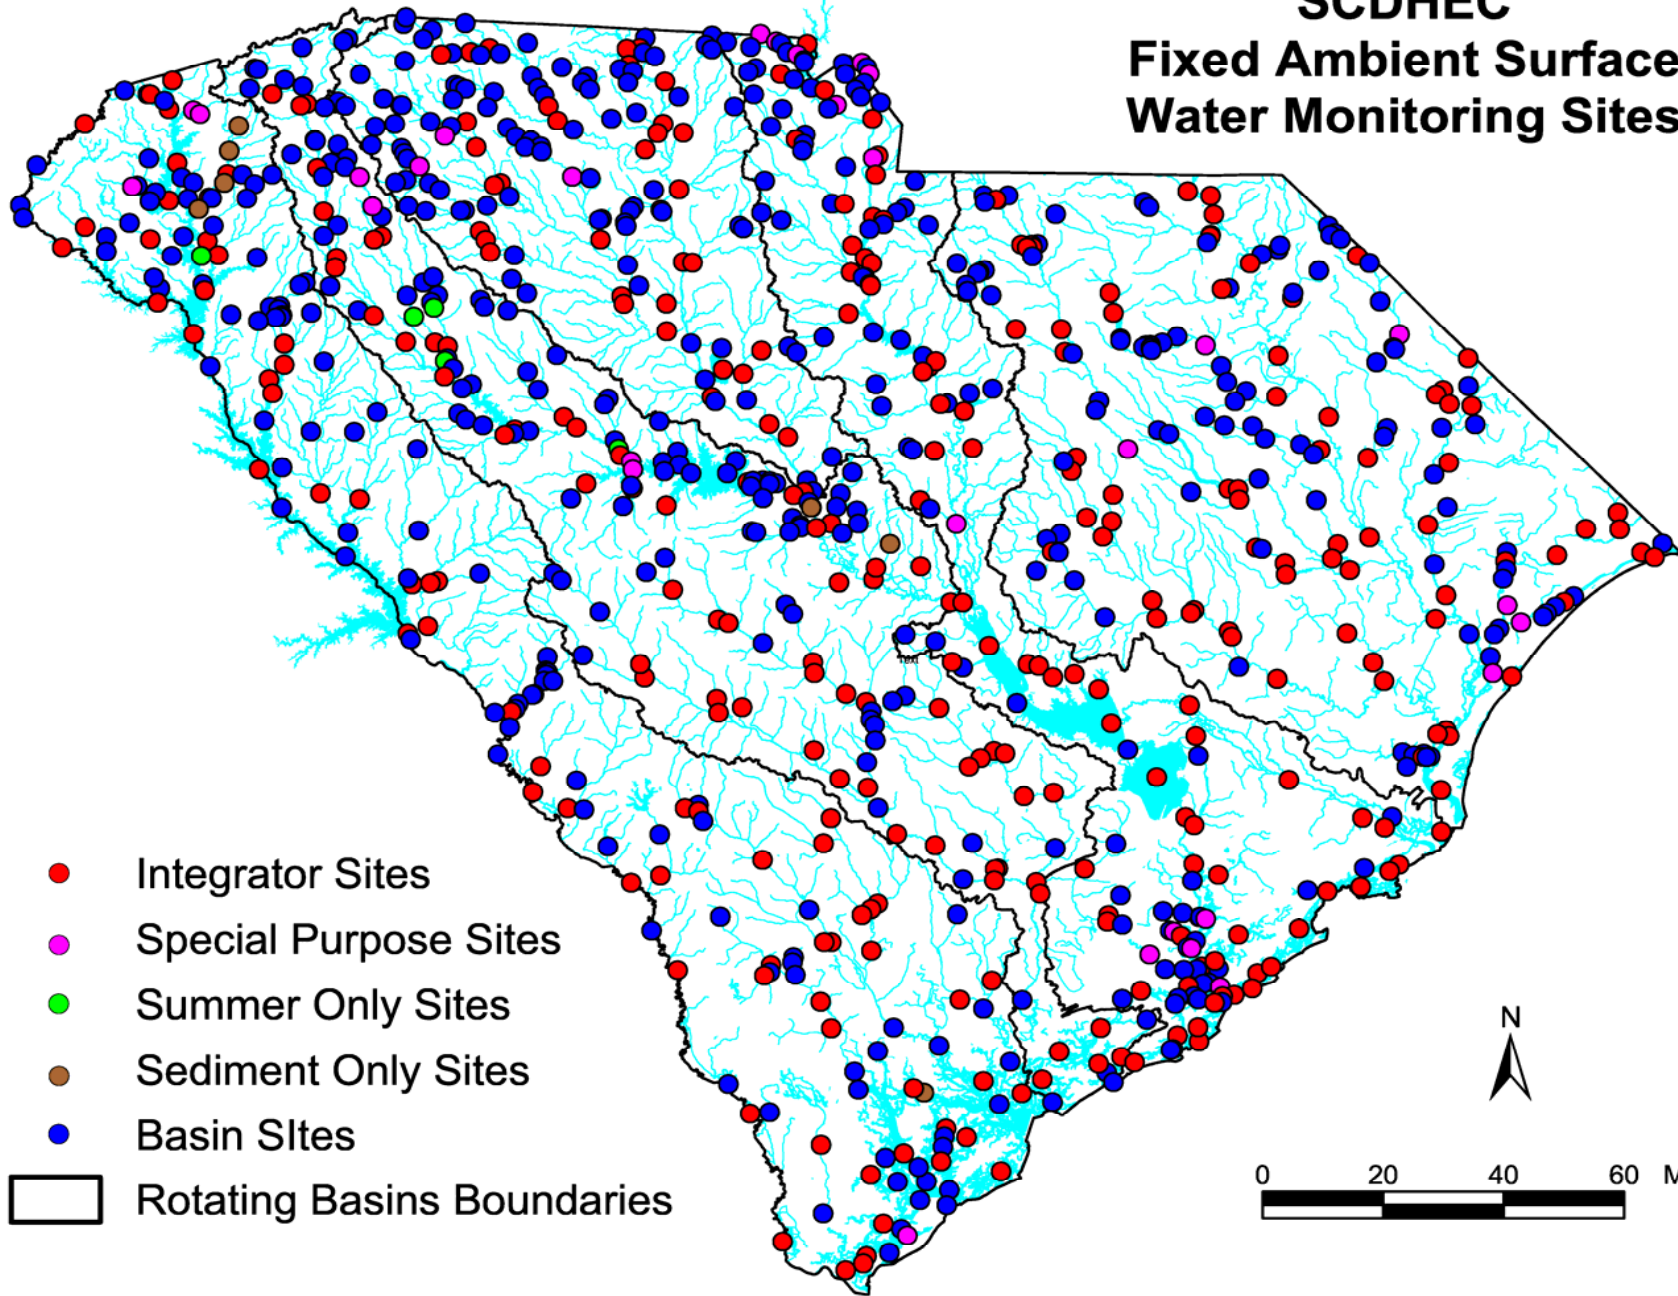 SCDHEC
Fixed Ambient Surface
Water Monitoring Sites
Integrator Sites
Special Purpose Sites
Summer Only Sites
Sediment Only Sites
Basin SItes
Rotating Basins Boundaries
N
0 20 40 60 M